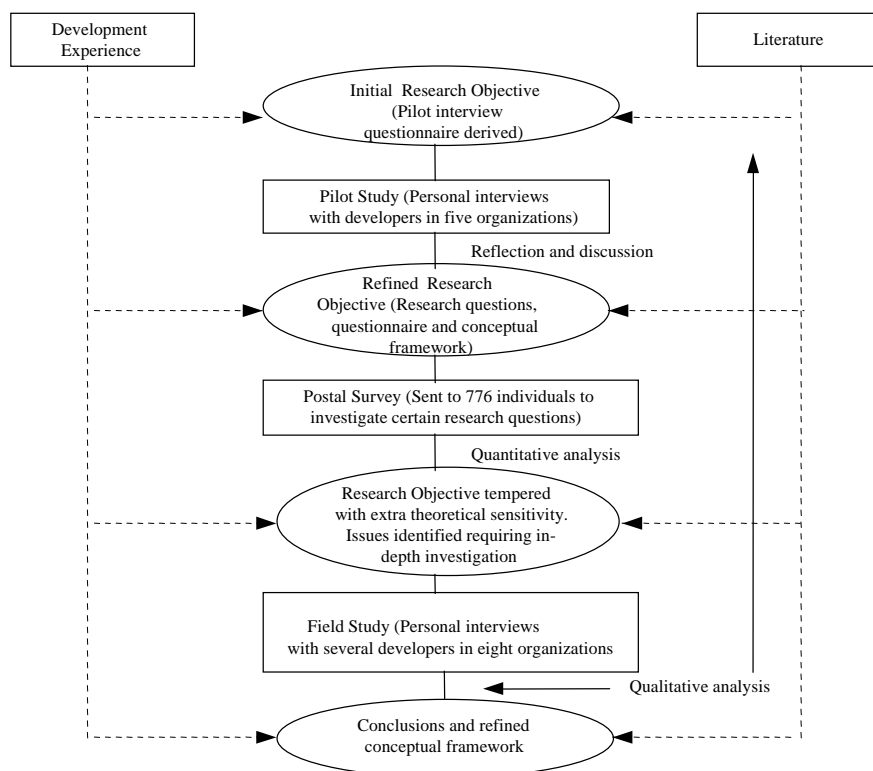 Development
Experience
Literature
Initial Research Objective
(Pilot interview
questionnaire derived)
Pilot Study (Personal interviews
with developers in five organizations)
Reflection and discussion
Refined Research
Objective (Research questions,
questionnaire and conceptual
framework)
Postal Survey (Sent to 776 individuals to
investigate certain research questions)
Quantitative analysis
Research Objective tempered
with extra theoretical sensitivity.
Issues identified requiring in-
depth investigation
Field Study (Personal interviews
with several developers in eight organizations
Qualitative analysis
Conclusions and refined
conceptual framework